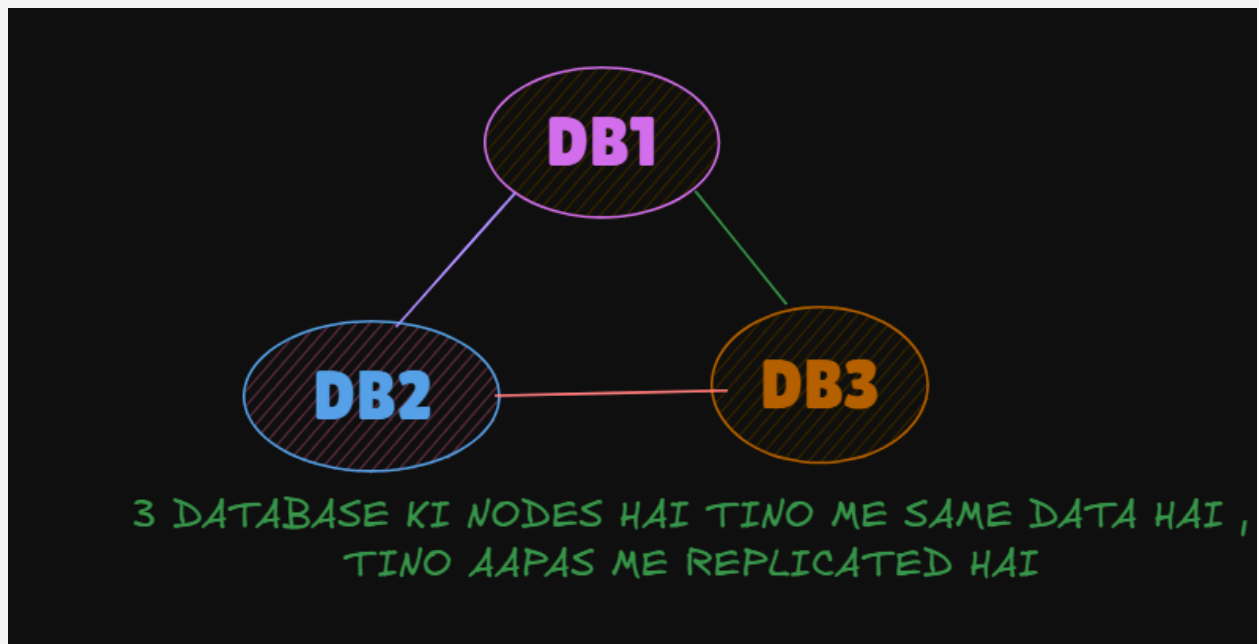 DB1
DB2
DB3
3 DATABASE KI NODES HAI TINO ME SAME DATA HAI ,
TINO AAPAS ME REPLICATED HAI